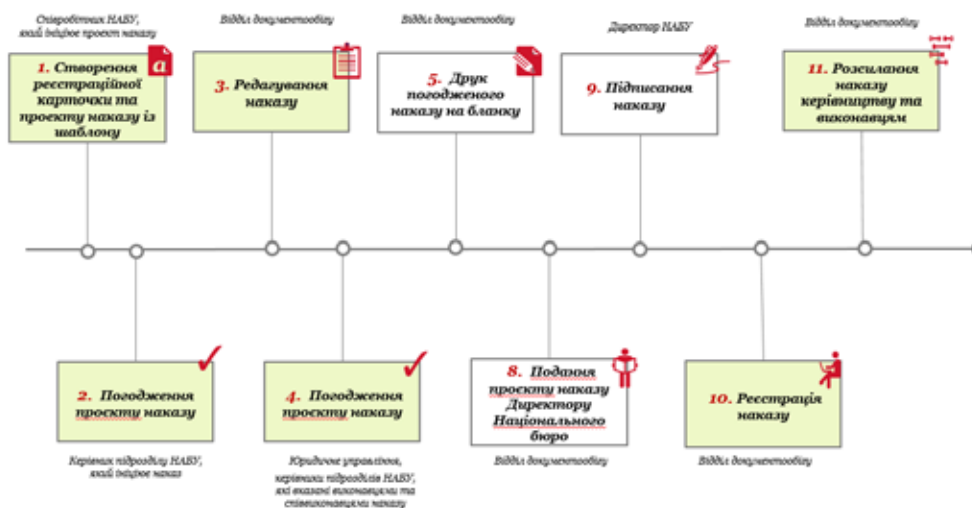 Співробітник НАБУ,
який ініціює проект наказу
1. Створення
реєстраційної
карточки та
проекту наказу із
шаблону
Відділ документообігу
3. Редагування
наказу
Відділ документообігу
5. Друк
погодженого
наказу на бланку
Директор НАБУ
9. Підписання
наказу
Відділ документообігу
11. Розсилання
наказу
керівництву та
виконавцям
2. Погодження
проєкту наказу
Керівник підрозділу НАБУ,
який ініціює наказ
4. Погодження
проєкту наказу
Юридичне управління,
керівники підрозділів НАБУ,
які вказані виконавцями та
співвиконавцями наказу
8. Подання
проєкту наказу
Директору
Національного
бюро
Відділ документообігу
10. Реєстрація
наказу
Відділ документообігу